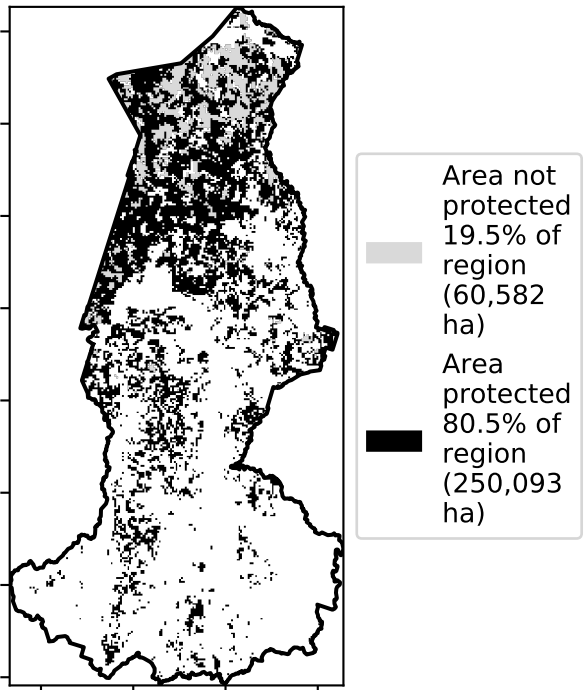 Area not
protected
19.5% of
region
(60,582
ha)
Area
protected
80.5% of
region
(250,093
ha)